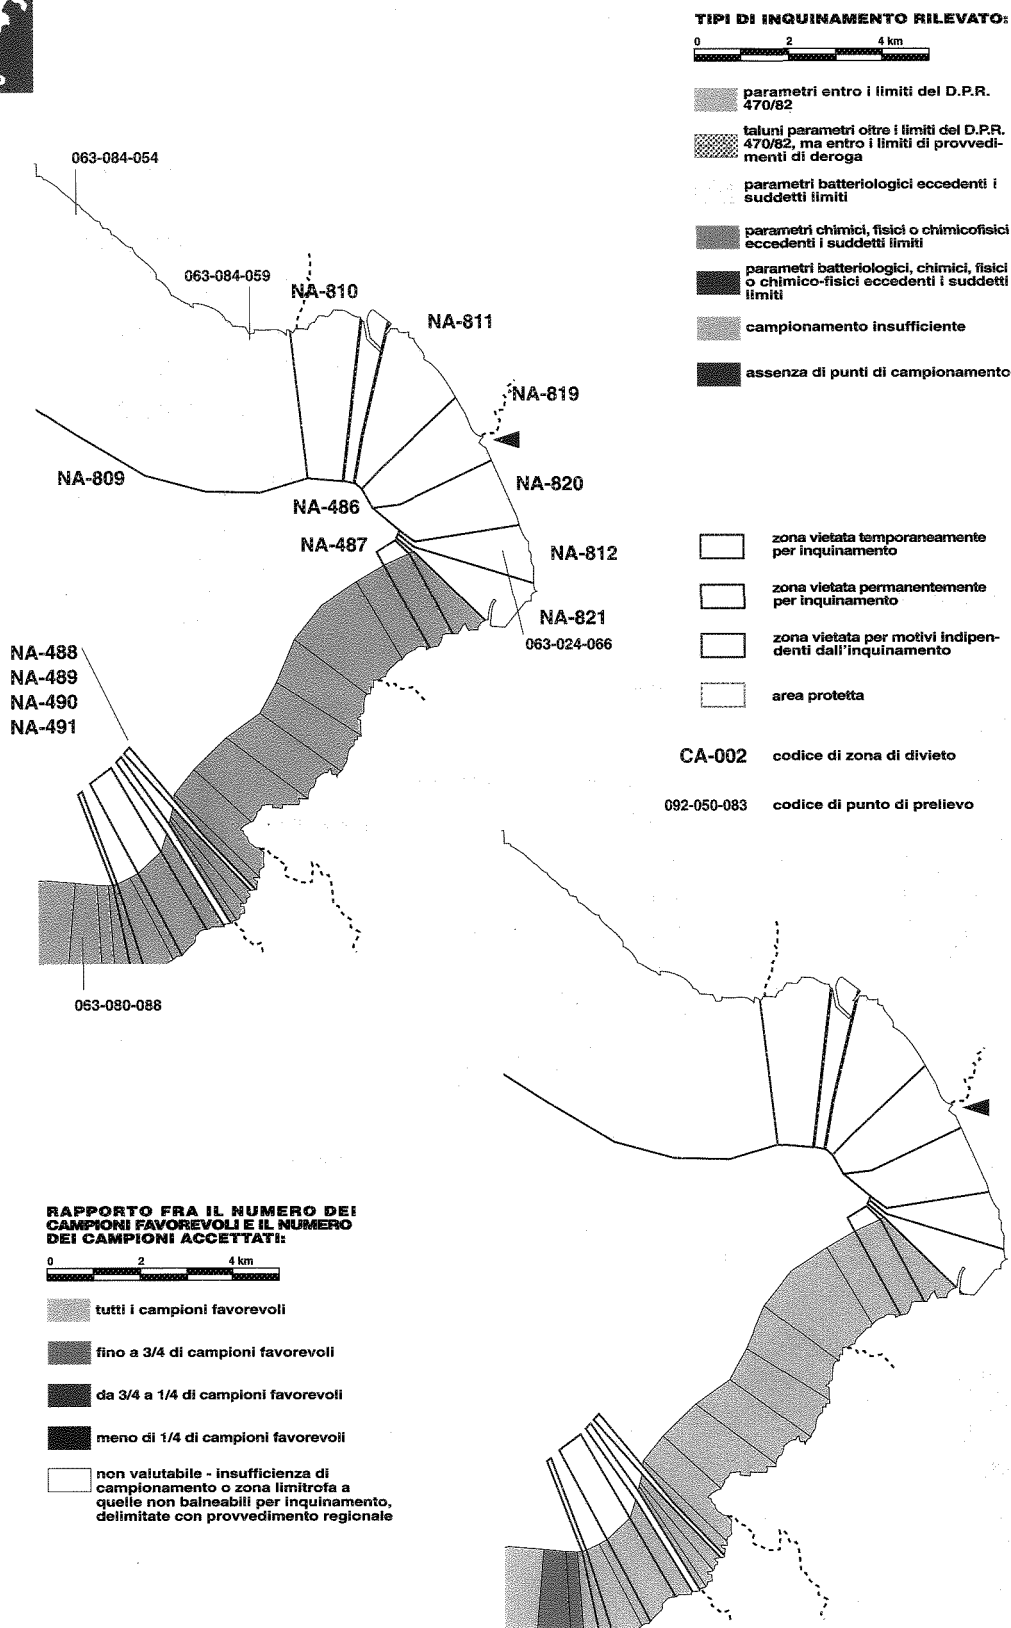 TIPI DI INQUINAMENTO RILEVATO:
0 2 4 km
parametri entro i limiti del D.P.R.
470/82
taluni parametri oltre i limiti del D.P.R.
470/82, ma entro i limiti di provvedi-
menti di deroga
parametri batteriologici eccedenti i
suddetti limiti
parametri chimici, fisici o chimicofisici
eccedenti i suddetti limiti
parametri batteriologici, chimici, fisici
o chimico-fisici eccedenti i suddetti
limiti
campionamento insufficiente
assenza di punti di campionamento
063-084-054
063-084-059
NA-810
NA-811
NA-819
NA-809
NA-486
NA-820
NA-487
NA-812
NA-821
063-024-066
NA-488
NA-489
NA-490
NA-491
063-080-088
zona vietata temporaneamente
per inquinamento
zona vietata permanentemente
per inquinamento
zona vietata per motivi indipen-
denti dall'inquinamento
area protetta
CA-002 codice di zona di divieto
092-050-083 codice di punto di prelievo
RAPPORTO FRA IL NUMERO DEI
CAMPIONI FAVOREVOLI E IL NUMERO
DEI CAMPIONI ACCETTATI:
0 2 4 km
tutti i campioni favorevoli
fino a 3/4 di campioni favorevoli
da 3/4 a 1/4 di campioni favorevoli
meno di 1/4 di campioni favorevoli
non valutabile - insufficienza di
campionamento o zona limitrofa a
quelle non balneabili per inquinamento,
delimitate con provvedimento regionale